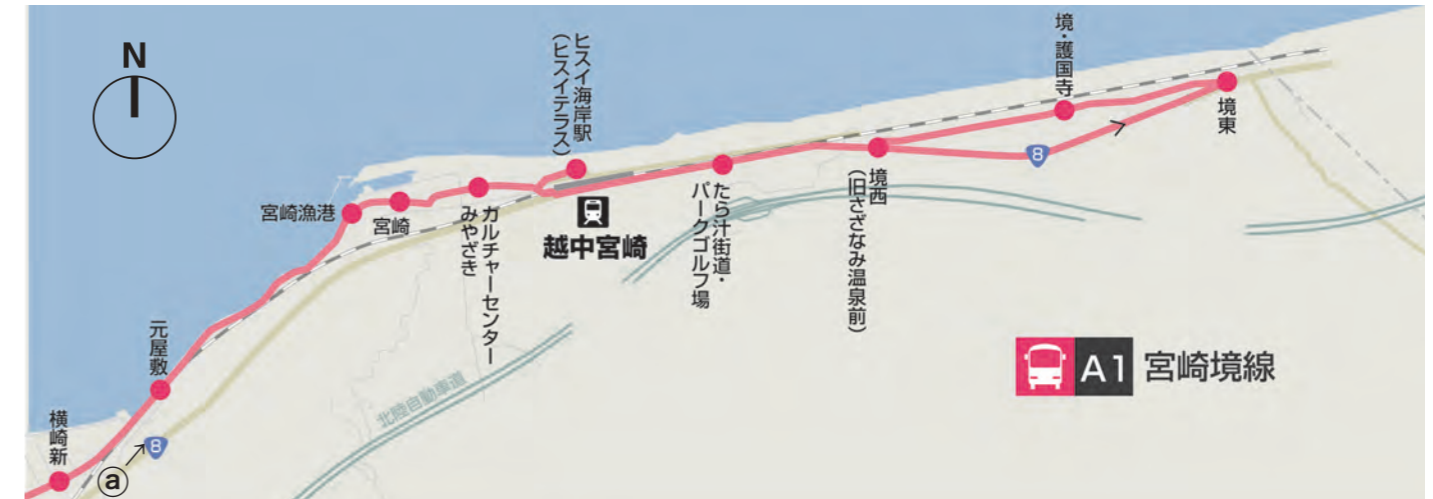 N
ヒスイ海岸駅
（ヒスイテラス）
境・護国寺
境東
宮崎漁港
宮崎
カルチャーセンター
みやざき
越中宮崎
たら汁街道・
パークゴルフ場
境西
（旧さざなみ温泉前）
8
元屋敷
A1 宮崎境線
北陸自動車道
横崎新
8
ⓐ